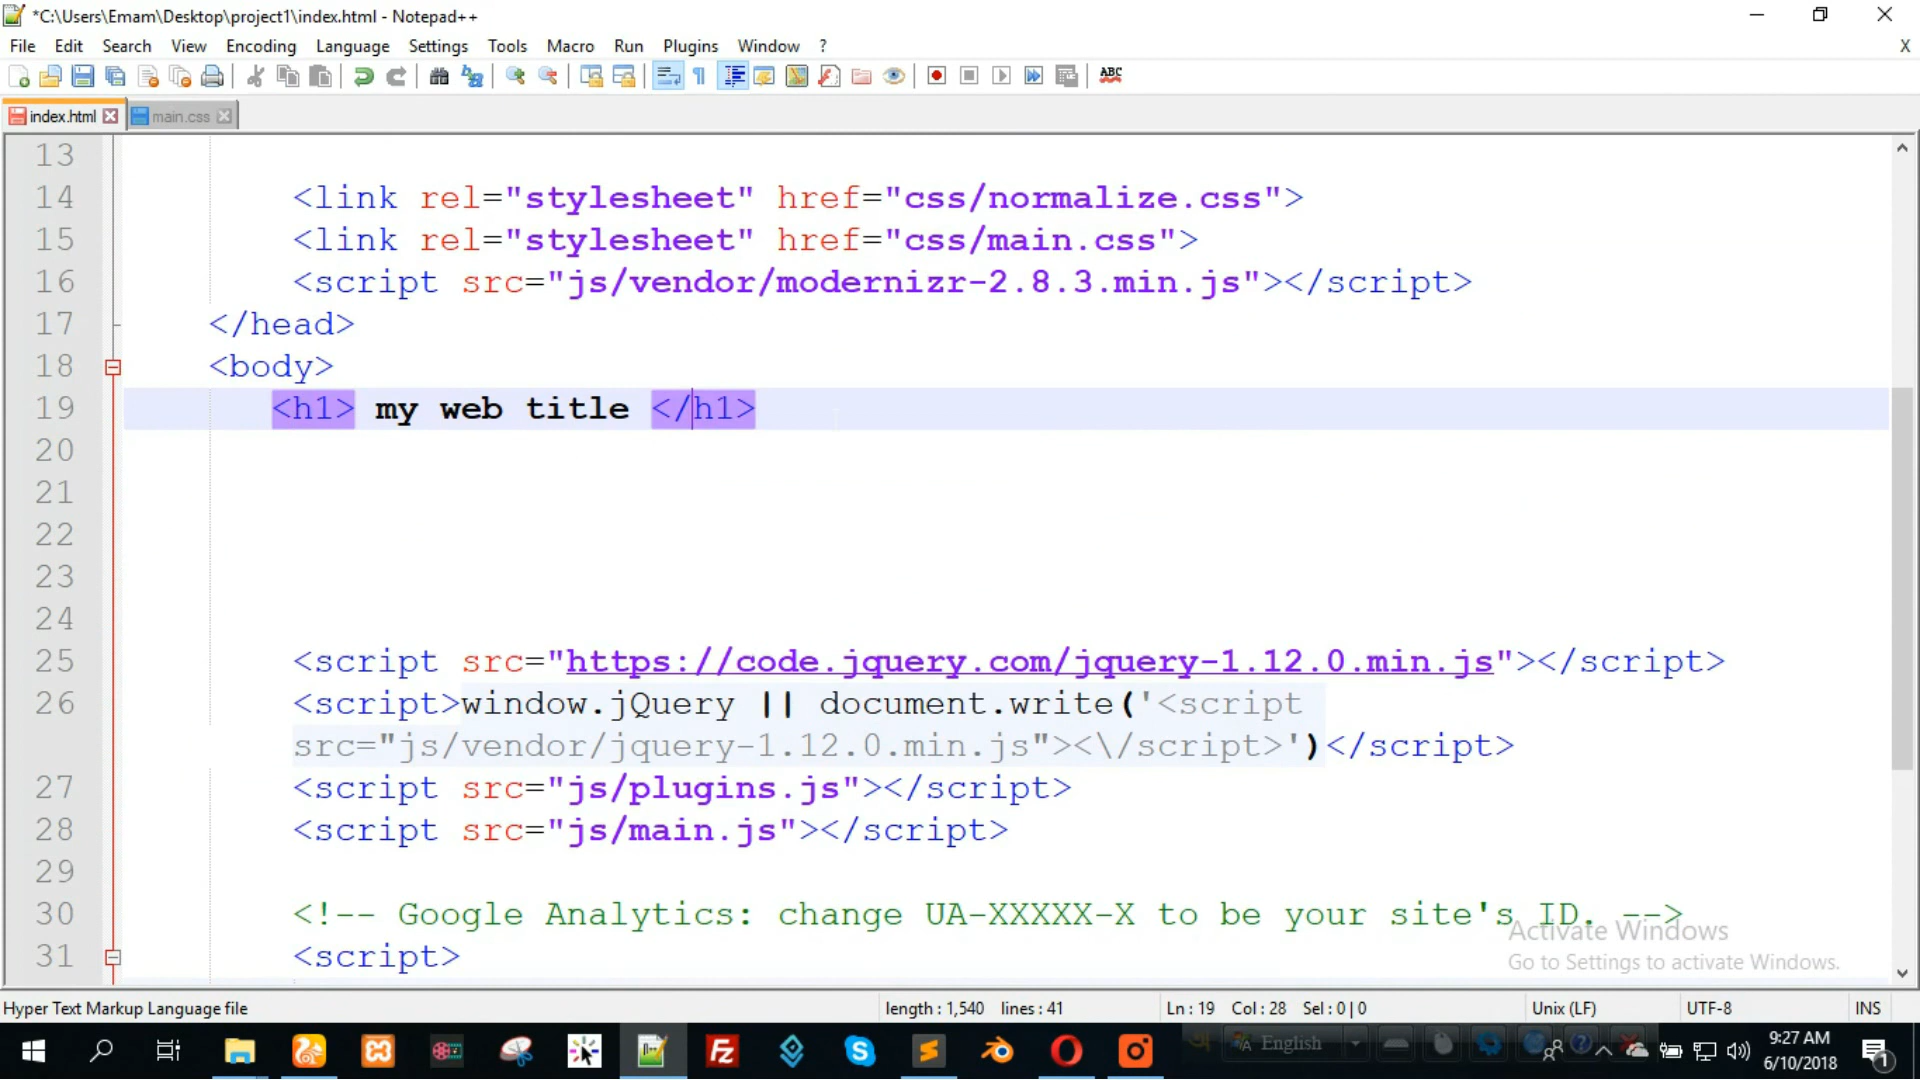 *C:\Users\Emam\Desktop\project1\index.html - Notepad++
File Edit Search View Encoding Language Settings Tools Macro Run Plugins Window ? X
ABC
index.html main.css
13
14 <link rel="stylesheet" href="css/normalize.css">
15 <link rel="stylesheet" href="css/main.css">
16 <script src="js/vendor/modernizr-2.8.3.min.js"></script>
17 </head>
18 <body>
19 <h1> my web title </h1>
20
21
22
23
24
25 <script src="https://code.jquery.com/jquery-1.12.0.min.js"></script>
26 <script>window.jQuery || document.write('<script
src="js/vendor/jquery-1.12.0.min.js"><\/script>')</script>
27 <script src="js/plugins.js"></script>
28 <script src="js/main.js"></script>
29
30 <!-- Google Analytics: change UA-XXXXX-X to be your site's ID. -->
31 <script>
Activate Windows
Go to Settings to activate Windows.
Hyper Text Markup Language file length : 1,540 lines : 41 Ln : 19 Col : 28 Sel : 0 | 0 Unix (LF) UTF-8 INS
English
9:27 AM
6/10/2018
1